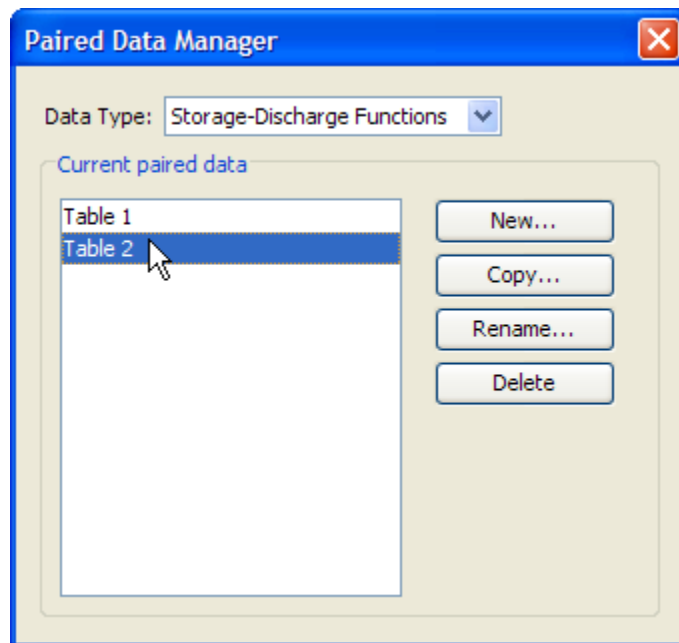 Paired Data Manager
Data Type: Storage-Discharge Functions
Current paired data
Table 1
Table 2
New...
Copy...
Rename...
Delete